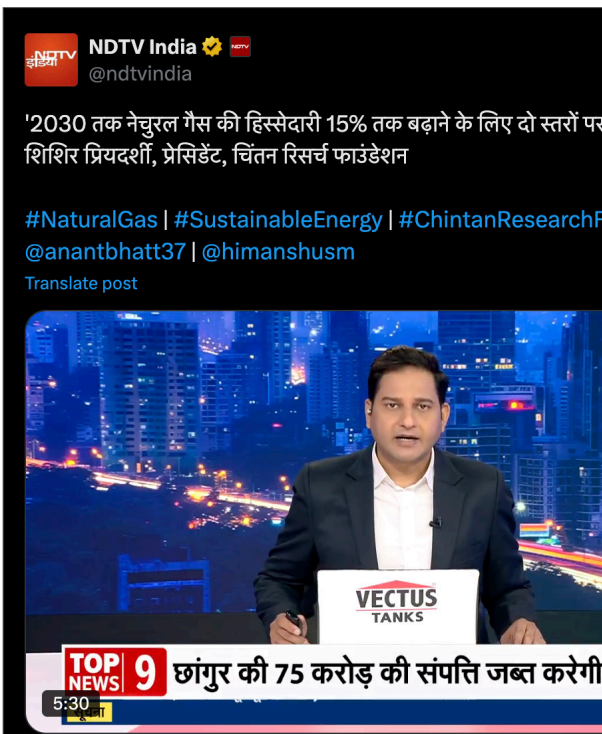 NDTV India
NDTV
NDTV
इंडिया
@ndtvindia
'2030 तक नेचुरल गैस की हिस्सेदारी 15% तक बढ़ाने के लिए दो स्तरों पर
शिशिर प्रियदर्शी, प्रेसिडेंट, चिंतन रिसर्च फाउंडेशन
#NaturalGas | #SustainableEnergy | #ChintanResearchF
@anantbhatt37 | @himanshusm
Translate post
VECTUS
TANKS
TOP NEWS 9 छांगुर की 75 करोड़ की संपत्ति जब्त करेगी
5:30
सूचना